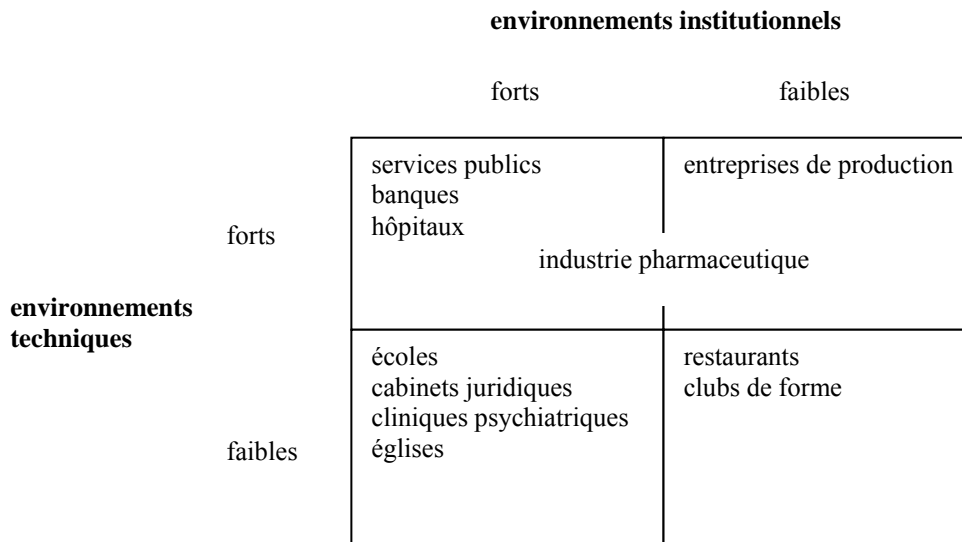 environnements institutionnels
forts faibles
services publics entreprises de production
banques
hôpitaux
forts
industrie pharmaceutique
environnements
techniques
écoles restaurants
cabinets juridiques clubs de forme
cliniques psychiatriques
églises
faibles